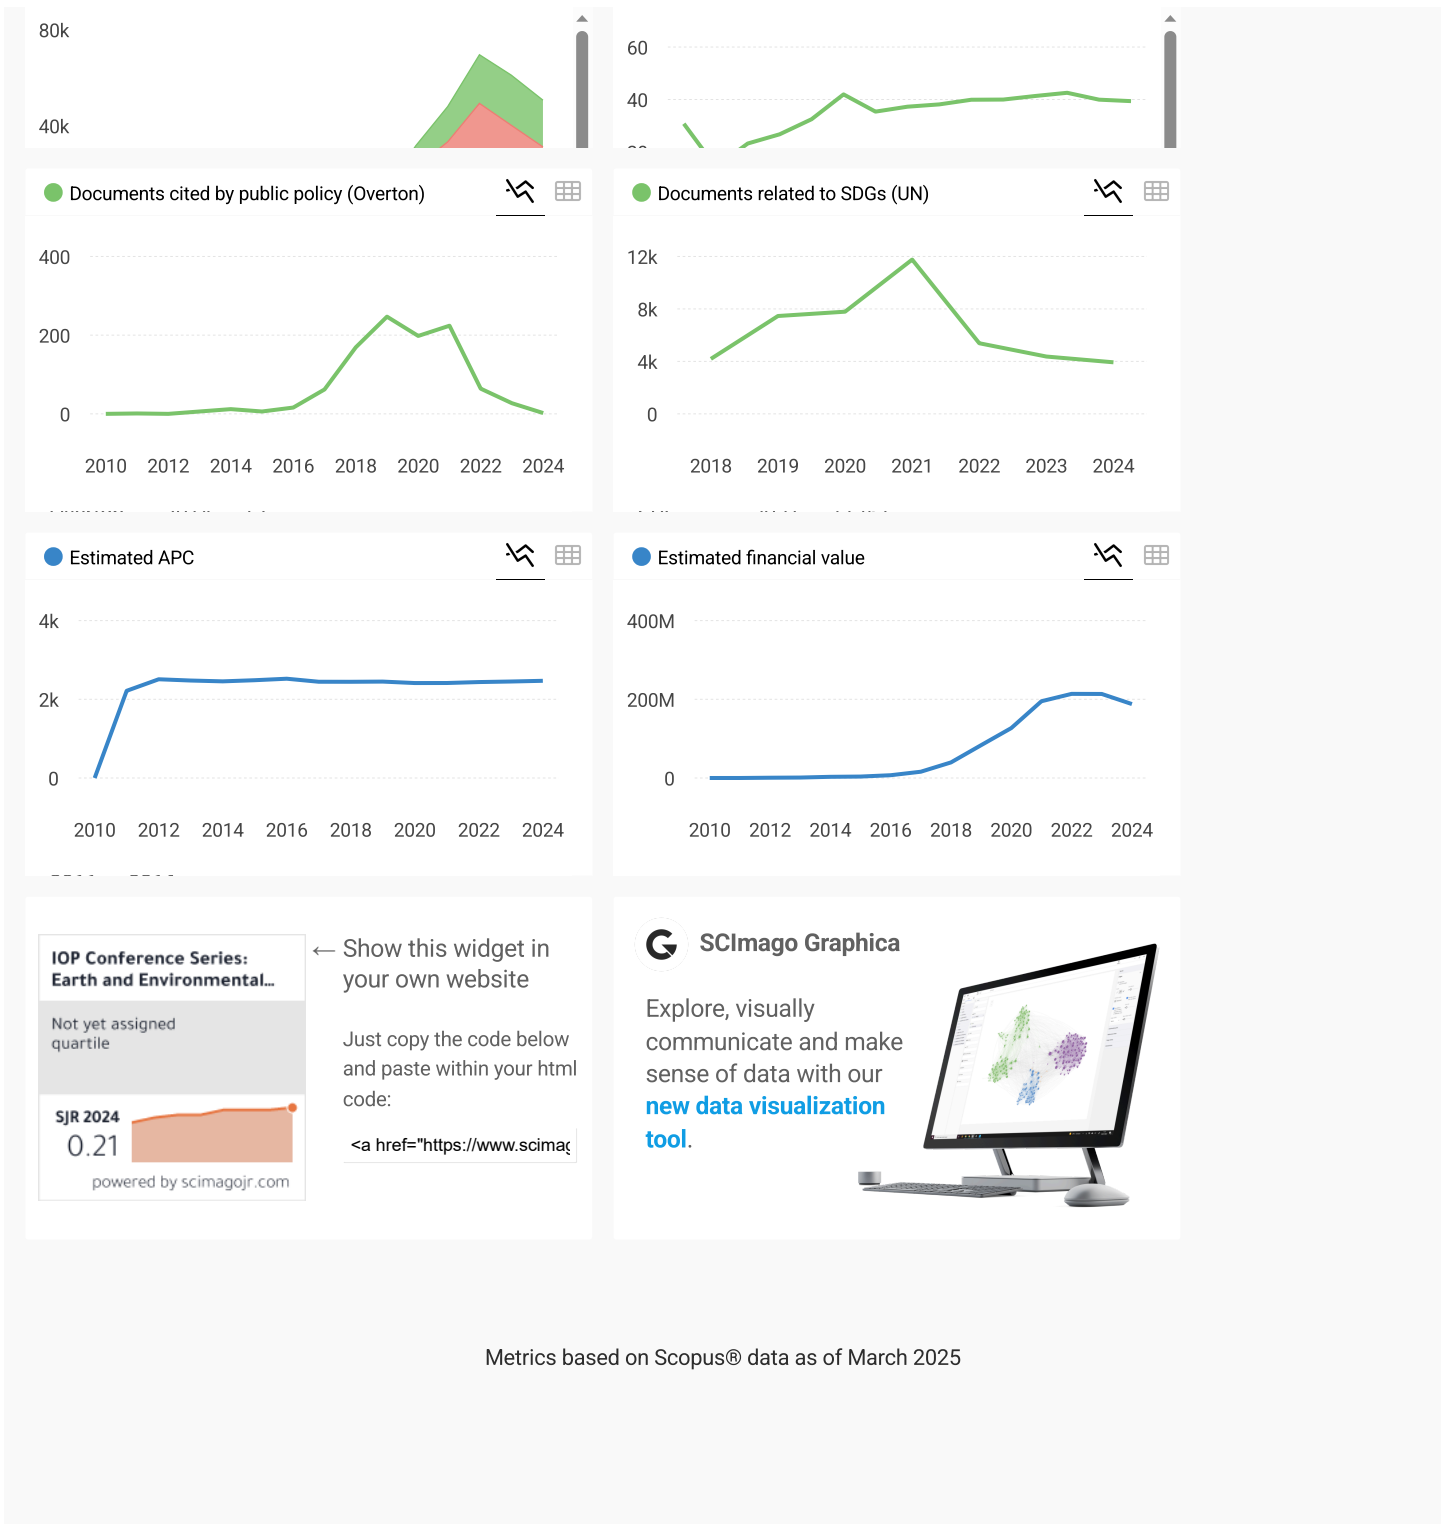 80k
40k
60
40
Documents cited by public policy (Overton)
400
200
0
2010 2012 2014 2016 2018 2020 2022 2024
Documents related to SDGs (UN)
12k
8k
4k
0
2018 2019 2020 2021 2022 2023 2024
Estimated APC
4k
2k
0
2010 2012 2014 2016 2018 2020 2022 2024
Estimated financial value
400M
200M
0
2010 2012 2014 2016 2018 2020 2022 2024
IOP Conference Series:
Earth and Environmental...
Not yet assigned
quartile
SJR 2024
0.21
powered by scimagojr.com
← Show this widget in
your own website
Just copy the code below
and paste within your html
code:
<a href="https://www.scimag
SCImago Graphica
Explore, visually
communicate and make
sense of data with our
new data visualization
tool.
Metrics based on Scopus® data as of March 2025